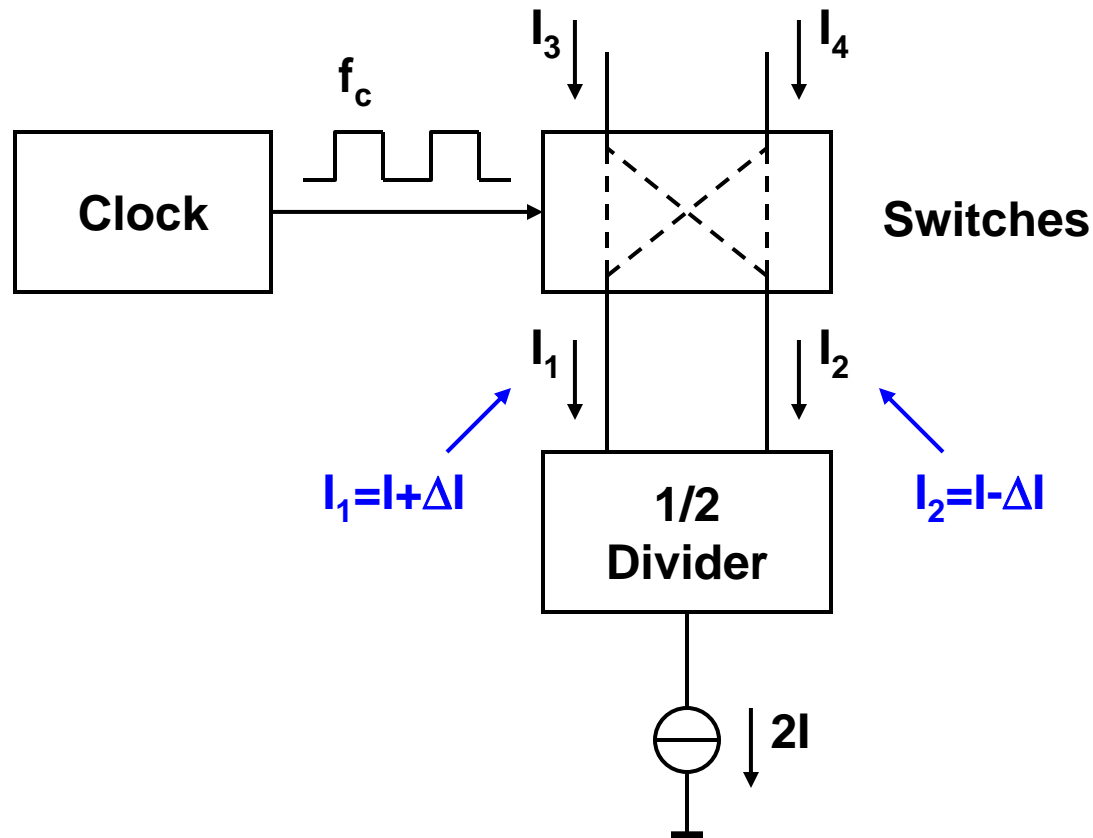 I3
I4
fc
Clock
Switches
I1
I2
I1=I+ΔI
I2=I-ΔI
1/2
Divider
2I